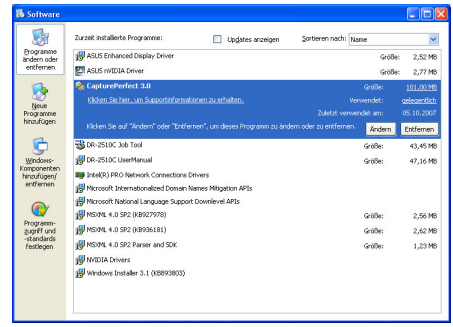 Software
Zurzeit installierte Programme:
Updates anzeigen
Sortieren nach:
Name
Programme ändern oder entfernen
Neue Programme hinzufügen
Windows-Komponenten hinzufügen/entfernen
Programm-zugriff und -standards festlegen
ASUS Enhanced Display Driver Größe: 2,52 MB
ASUS nVIDIA Driver Größe: 2,77 MB
CapturePerfect 3.0 Größe: 101,00 MB
Klicken Sie hier, um Supportinformationen zu erhalten. Verwendet: gelegentlich
Zuletzt verwendet am: 05.10.2007
Klicken Sie auf "Ändern" oder "Entfernen", um dieses Programm zu ändern oder zu entfernen. Ändern Entfernen
DR-2510C Job Tool Größe: 43,45 MB
DR-2510C UserManual Größe: 47,16 MB
Intel(R) PRO Network Connections Drivers
Microsoft Internationalized Domain Names Mitigation APIs
Microsoft National Language Support Downlevel APIs
MSXML 4.0 SP2 (KB927978) Größe: 2,56 MB
MSXML 4.0 SP2 (KB936181) Größe: 2,62 MB
MSXML 4.0 SP2 Parser and SDK Größe: 1,23 MB
NVIDIA Drivers
Windows Installer 3.1 (KB893803)